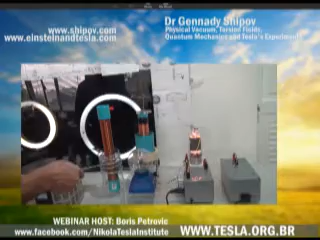 www.shipov.com
www.einsteinandtesla.com
Dr Gennady Shipov
Physical Vacuum, Torsion Fields,
Quantum Mechanics and Tesla's Experiments
WEBINAR HOST: Boris Petrovic
www.facebook.com/NikolaTeslaInstitute
WWW.TESLA.ORG.BR